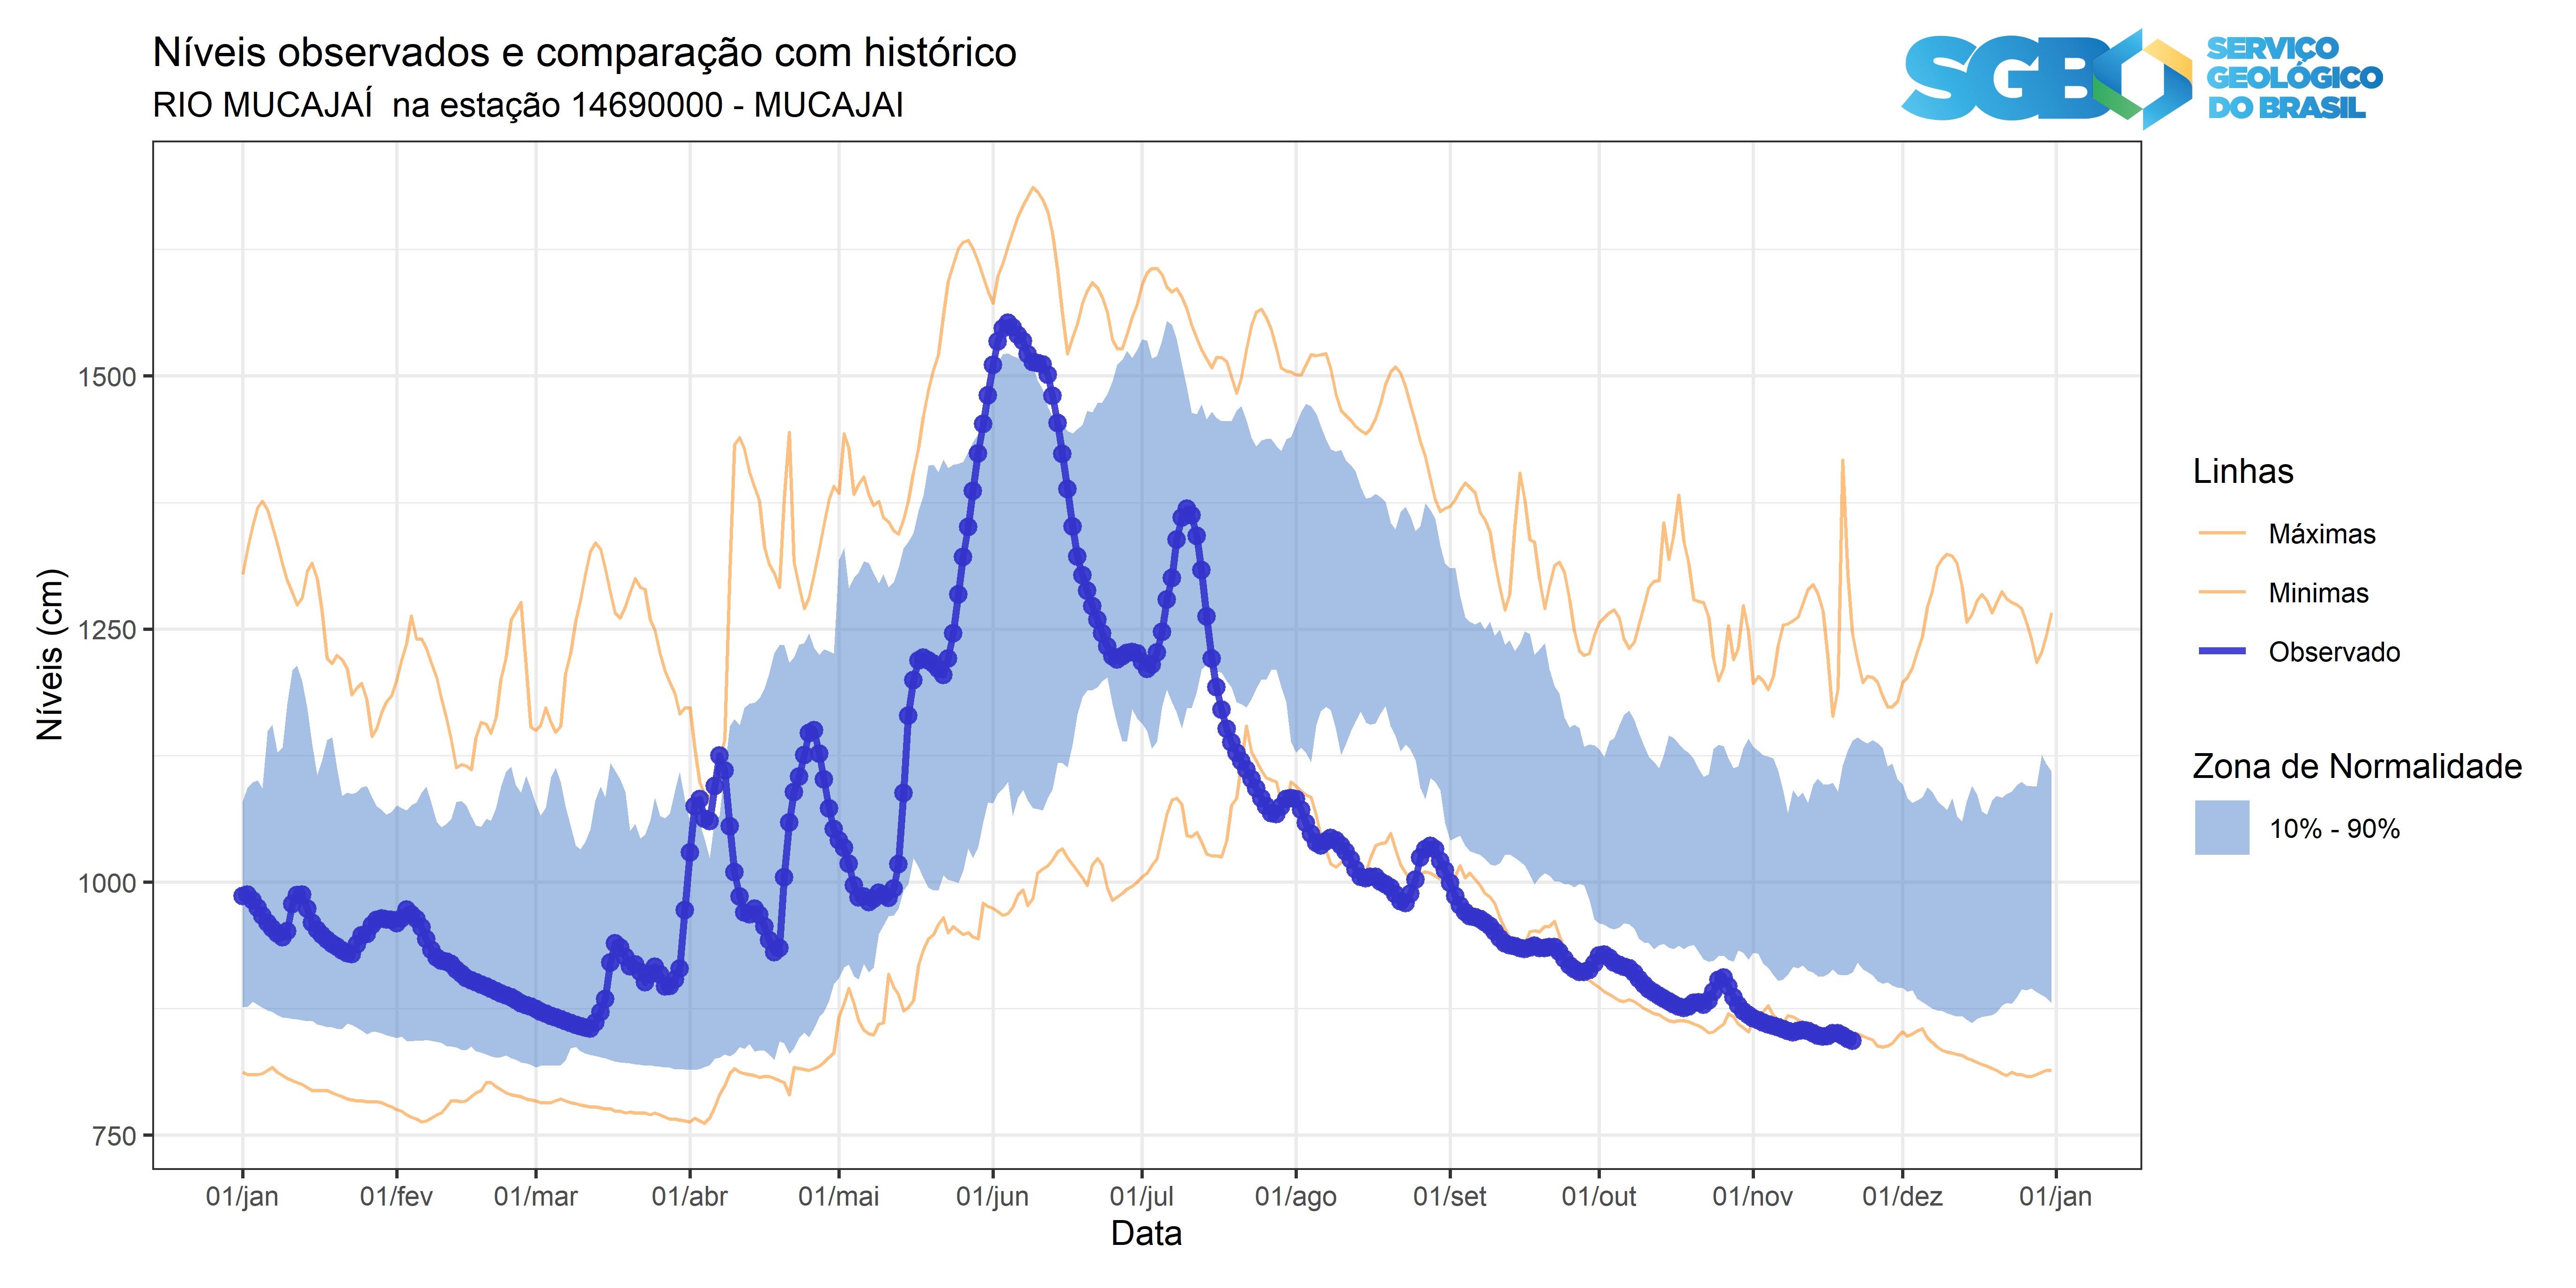 Níveis observados e comparação com histórico
RIO MUCAJAÍ  na estação 14690000 - MUCAJAI
SGB
SERVIÇO
GEOLÓGICO
DO BRASIL
Níveis (cm)
1500
1250
1000
750
01/jan
01/fev
01/mar
01/abr
01/mai
01/jun
01/jul
01/ago
01/set
01/out
01/nov
01/dez
01/jan
Data
Linhas
Máximas
Minimas
Observado
Zona de Normalidade
10% - 90%